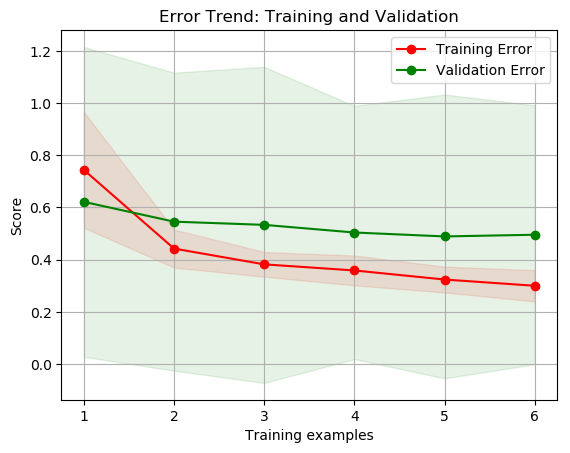 Error Trend: Training and Validation
Training Error
Validation Error
Score
1.2
1.0
0.8
0.6
0.4
0.2
0.0
1 2 3 4 5 6
Training examples